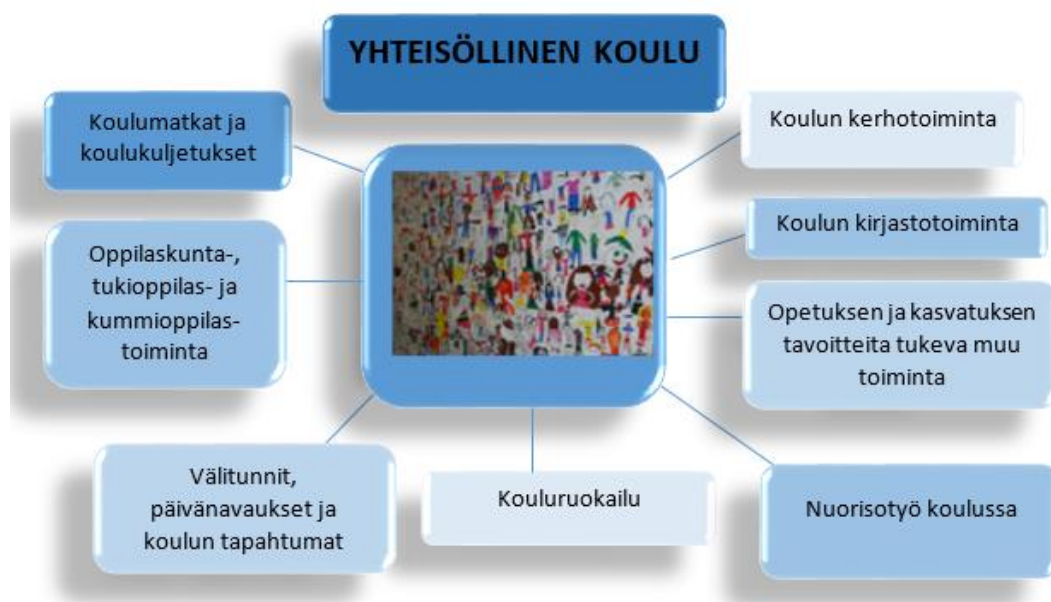 YHTEISÖLLINEN KOULU
Koulumatkat ja
koulukuljetukset
Oppilaskunta-,
tukioppilas- ja
kummioppilas-
toiminta
Välitunnit,
päivänavaukset ja
koulun tapahtumat
Kouluruokailu
Koulun kerhotoiminta
Koulun kirjastotoiminta
Opetuksen ja kasvatuksen
tavoitteita tukeva muu
toiminta
Nuorisotyö koulussa